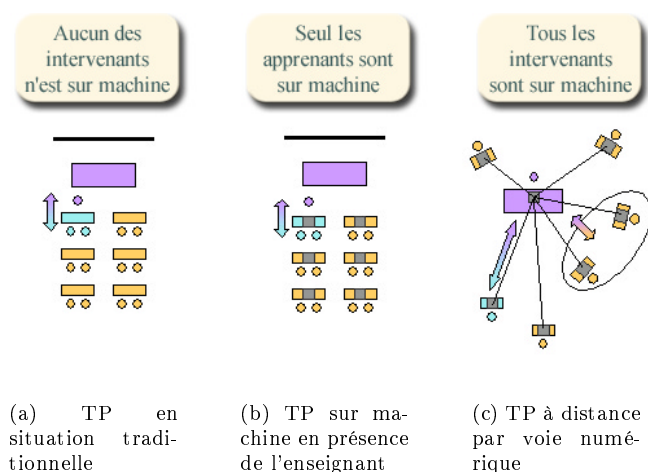 Aucun des
intervenants
n'est sur machine
Seul les
apprenants sont
sur machine
Tous les
intervenants
sont sur machine
(a) TP en
situation tradi-
tionnelle
(b) TP sur ma-
chine en présence
de l'enseignant
(c) TP à distance
par voie numé-
rique